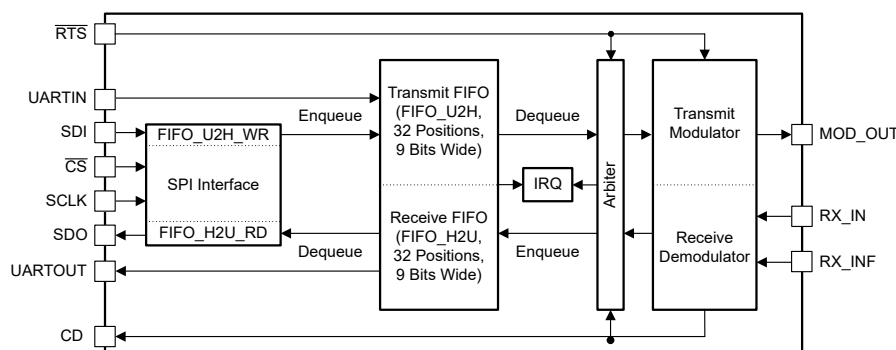 RTS
UARTIN
SDI
CS
SCLK
SDO
UARTOUT
CD
FIFO_U2H_WR
SPI Interface
FIFO_H2U_RD
Enqueue
Dequeue
Transmit FIFO
(FIFO_U2H,
32 Positions,
9 Bits Wide)
Receive FIFO
(FIFO_H2U,
32 Positions,
9 Bits Wide)
Dequeue
IRQ
Enqueue
Arbiter
Transmit
Modulator
Receive
Demodulator
MOD_OUT
RX_IN
RX_INF